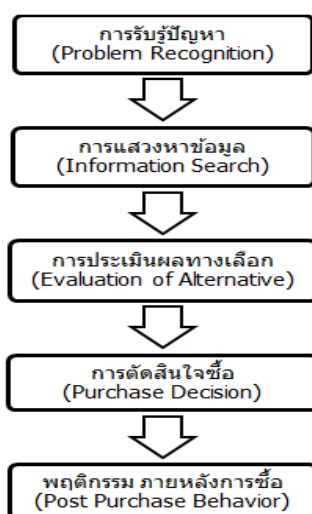 การรับรู้ปัญหา
(Problem Recognition)
การแสวงหาข้อมูล
(Information Search)
การประเมินผลทางเลือก
(Evaluation of Alternative)
การตัดสินใจซื้อ
(Purchase Decision)
พฤติกรรม ภายหลังการซื้อ
(Post Purchase Behavior)